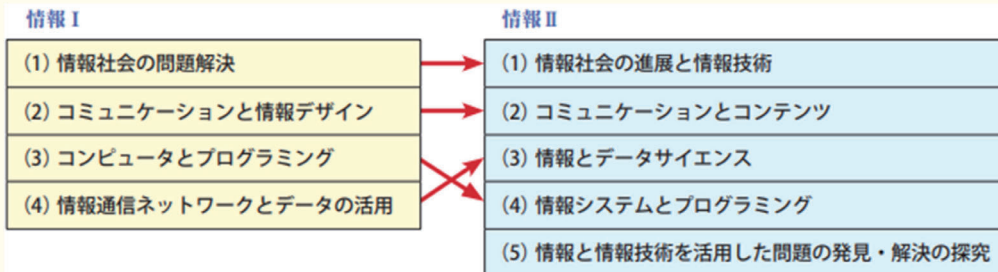 情報Ⅰ
(1) 情報社会の問題解決
(2) コミュニケーションと情報デザイン
(3) コンピュータとプログラミング
(4) 情報通信ネットワークとデータの活用
情報Ⅱ
(1) 情報社会の進展と情報技術
(2) コミュニケーションとコンテンツ
(3) 情報とデータサイエンス
(4) 情報システムとプログラミング
(5) 情報と情報技術を活用した問題の発見・解決の探究